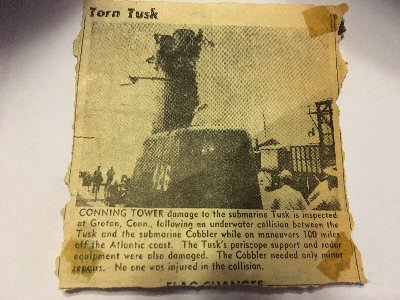 Torn Tusk
CONNING TOWER damage to the submarine Tusk is inspected
at Groton, Conn., following an underwater collision between the
Tusk and the submarine Cobbler while on maneuvers 100 miles
off the Atlantic coast. The Tusk's periscope support and radar
equipment were also damaged. The Cobbler needed only minor
repairs. No one was injured in the collision.
FLAG CHANGES